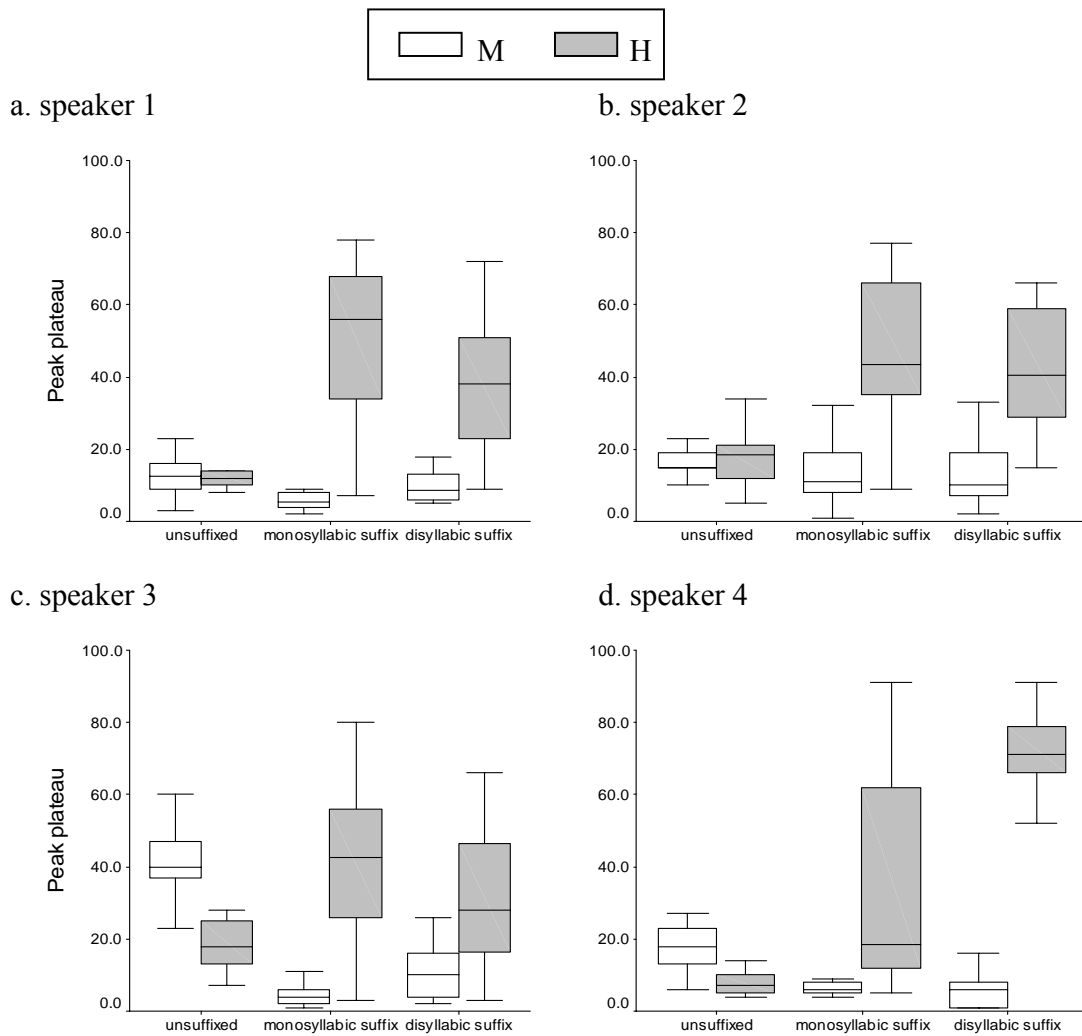 M H
a. speaker 1
b. speaker 2
100.0
80.0
60.0
40.0
20.0
0.0
Peak plateau
unsuffixed monosyllabic suffix disyllabic suffix
100.0
80.0
60.0
40.0
20.0
0.0
unsuffixed monosyllabic suffix disyllabic suffix
c. speaker 3
d. speaker 4
100.0
80.0
60.0
40.0
20.0
0.0
Peak plateau
unsuffixed monosyllabic suffix disyllabic suffix
100.0
80.0
60.0
40.0
20.0
0.0
unsuffixed monosyllabic suffix disyllabic suffix